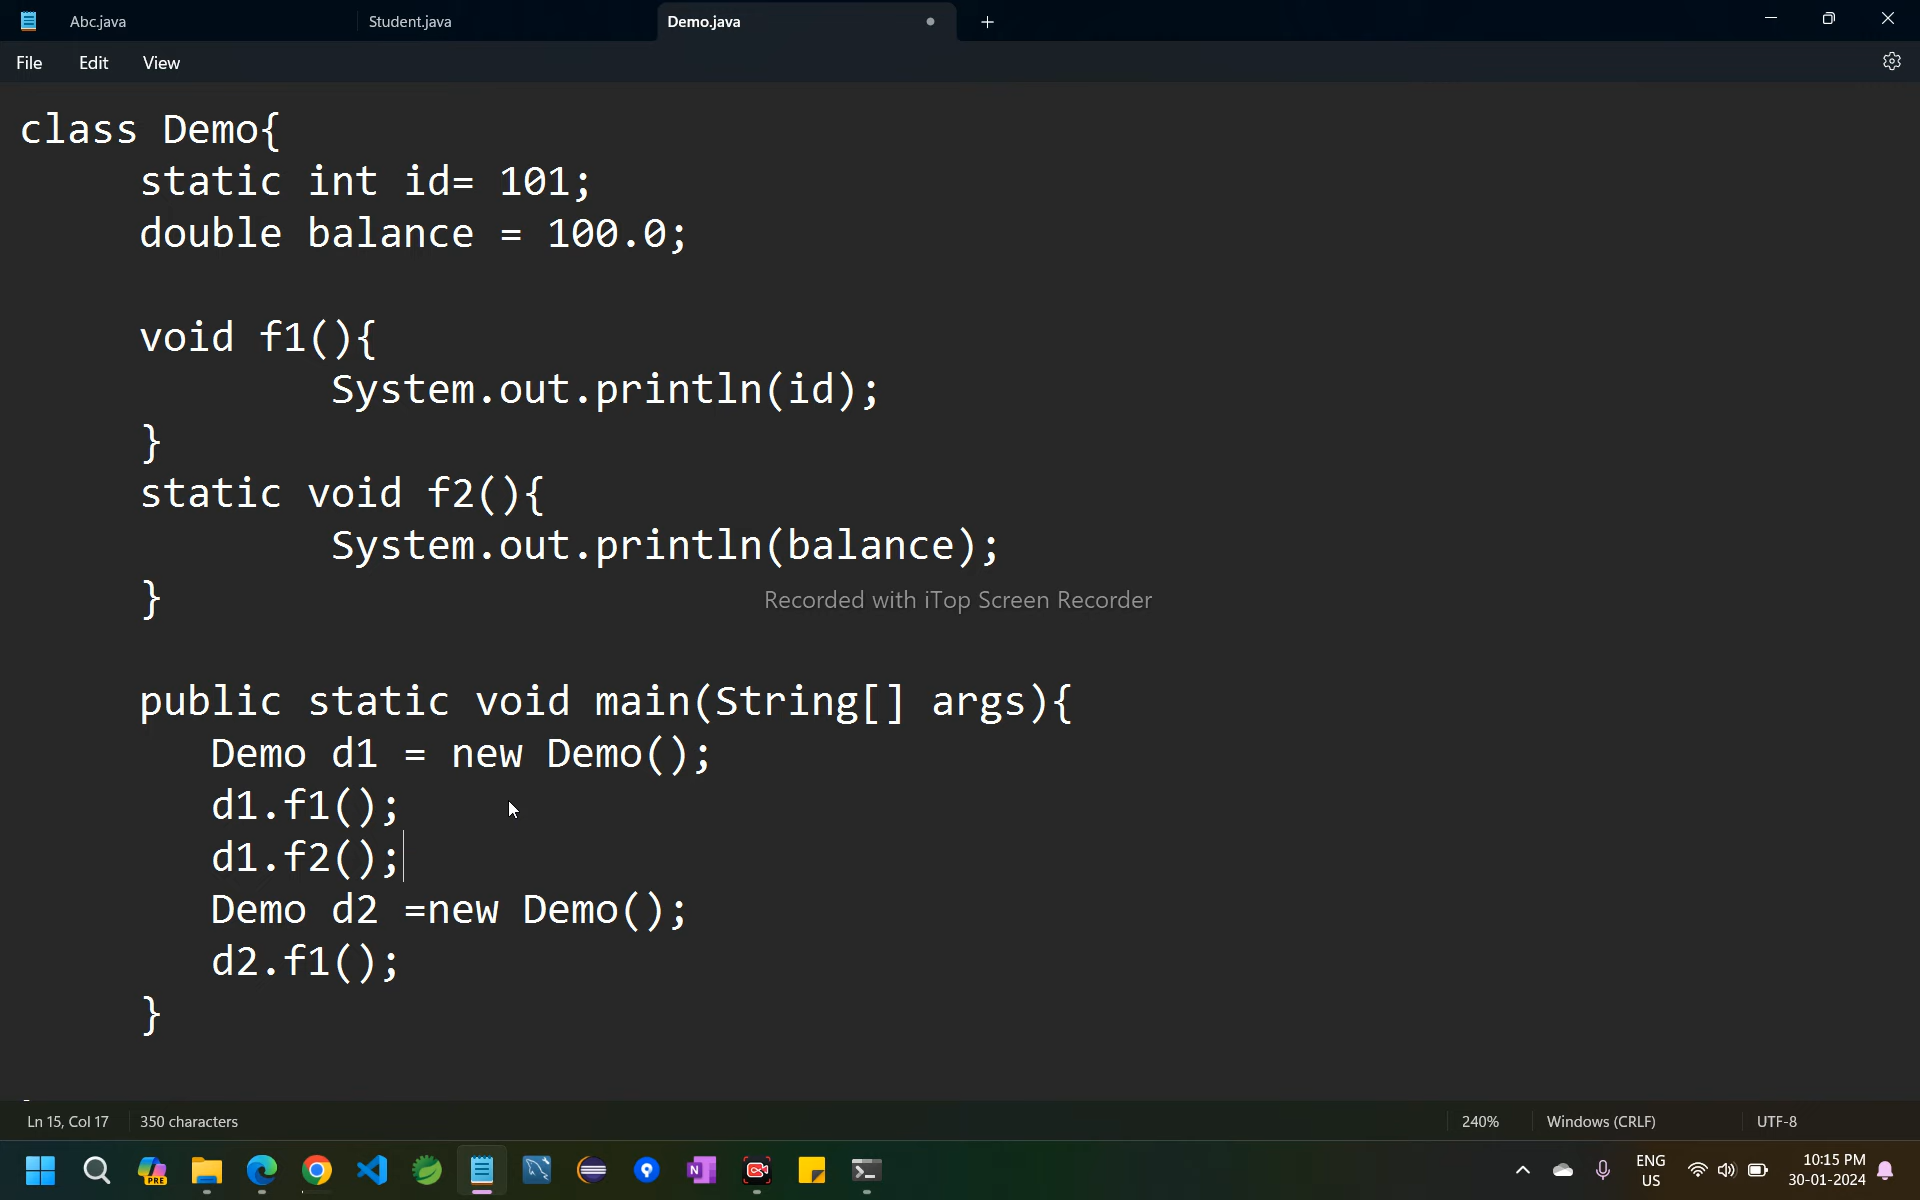 Abc.java Student.java Demo.java
File Edit View
class Demo{
static int id= 101;
double balance = 100.0;
void f1(){
System.out.println(id);
}
static void f2(){
System.out.println(balance);
}
Recorded with iTop Screen Recorder
public static void main(String[] args){
Demo d1 = new Demo();
d1.f1();
d1.f2();
Demo d2 =new Demo();
d2.f1();
}
Ln 15, Col 17 350 characters 240% Windows (CRLF) UTF-8
PRE N ENG US 10:15 PM
30-01-2024